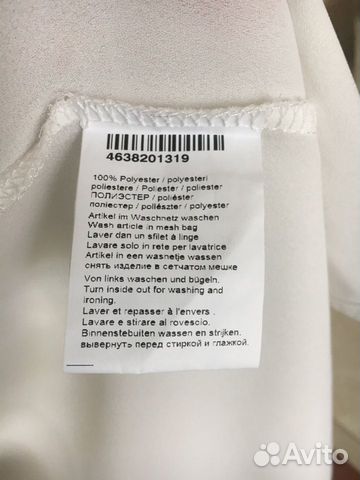 4638201319
100% Polyester / polyesteri
poliestere / Poliester / poliester
ПОЛИЭСТЕР / poliéster
поліестер / poliészter / polyester
Artikel im Waschnetz waschen
Wash article in mesh bag
Laver dan un sfilet à linge
Lavare solo in rete per lavatrice
Artikel in een wasnetje wassen
снять изделие в сетчатом мешке
Von links waschen und bügeln.
Turn inside out for washing and
ironing.
Laver et repasser à l'envers .
Lavare e stirare al rovescio.
Binnenstebuiten wassen en strijken.
вывернуть перед стиркой и глажкой.
Avito